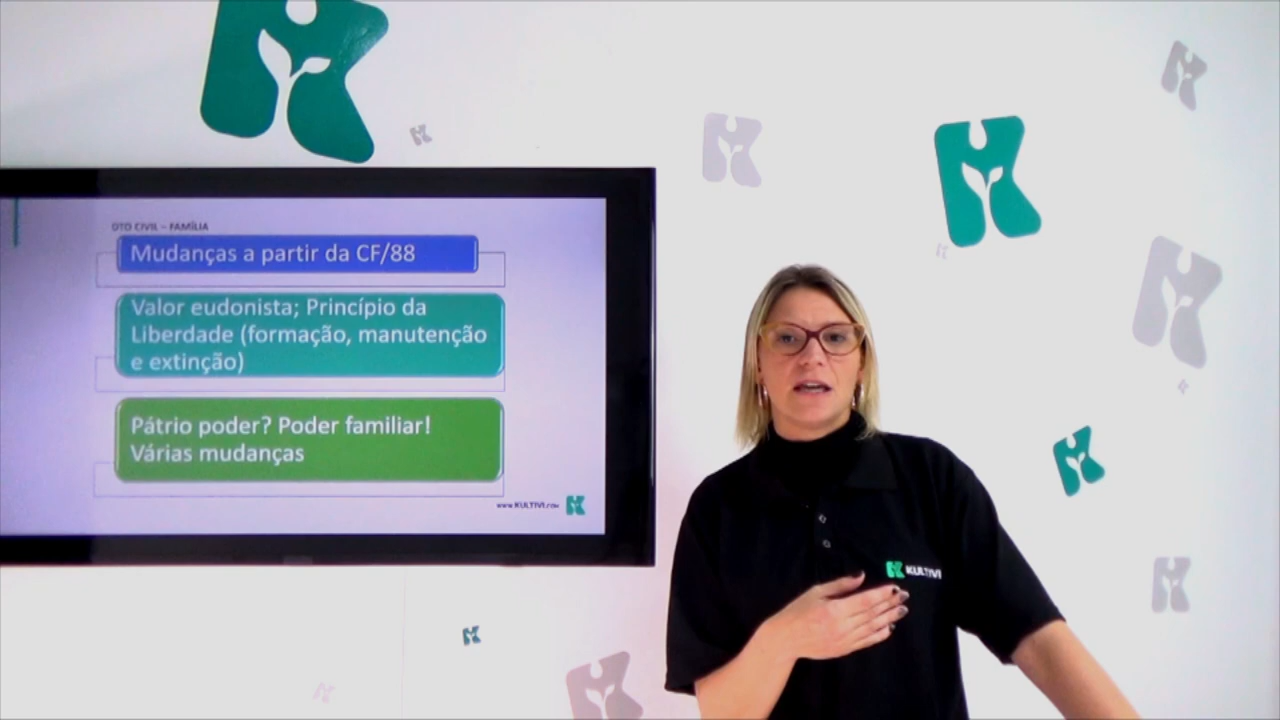 DTO CIVIL – FAMÍLIA
Mudanças a partir da CF/88
Valor eudonista; Princípio da
Liberdade (formação, manutenção
e extinção)
Pátrio poder? Poder familiar!
Várias mudanças
www.KULTIVI.com
KULTIVI